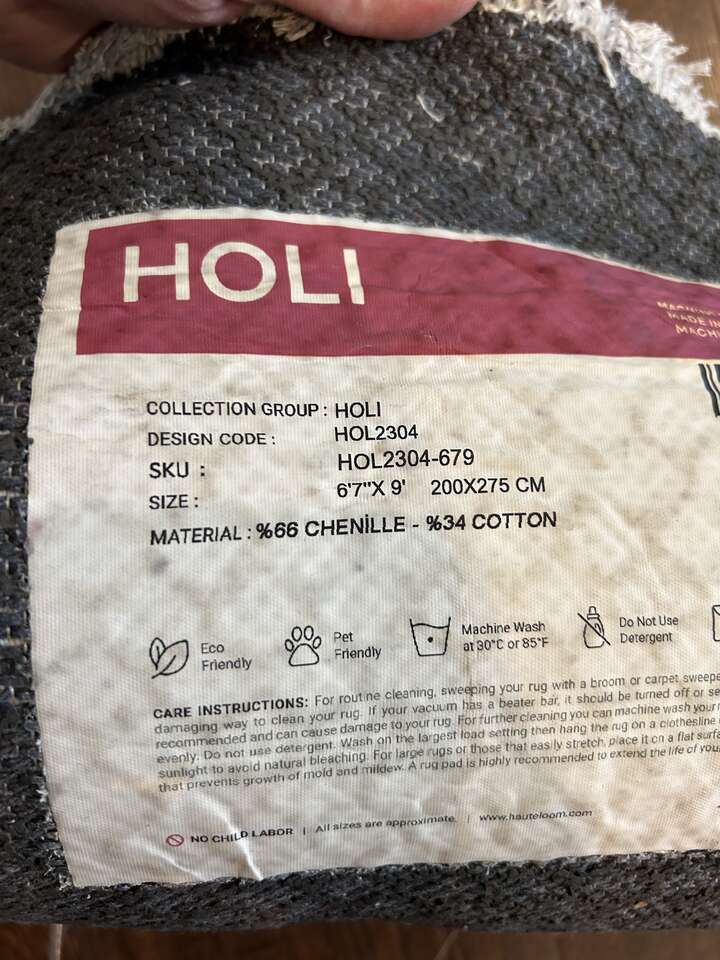 HOLI
MADE IN
MACH
COLLECTION GROUP : HOLI
DESIGN CODE : HOL2304
SKU : HOL2304-679
SIZE : 6'7"X 9' 200X275 CM
MATERIAL : %66 CHENİLLE - %34 COTTON
Eco
Friendly
Pet
Friendly
Machine Wash
at 30°C or 85°F
Do Not Use
Detergent
CARE INSTRUCTIONS: For routine cleaning, sweeping your rug with a broom or carpet sweepe
damaging way to clean your rug. If your vacuum has a beater bar, it should be turned off or se
recommended and can cause damage to your rug. For further cleaning you can machine wash your
evenly. Do not use detergent. Wash on the largest load setting then hang the rug on a clothesline
sunlight to avoid natural bleaching. For large rugs or those that easily stretch, place it on a flat surfa
that prevents growth of mold and mildew. A rug pad is highly recommended to extend the life of you
NO CHILD LABOR | All sizes are approximate. | www.hauteloom.com